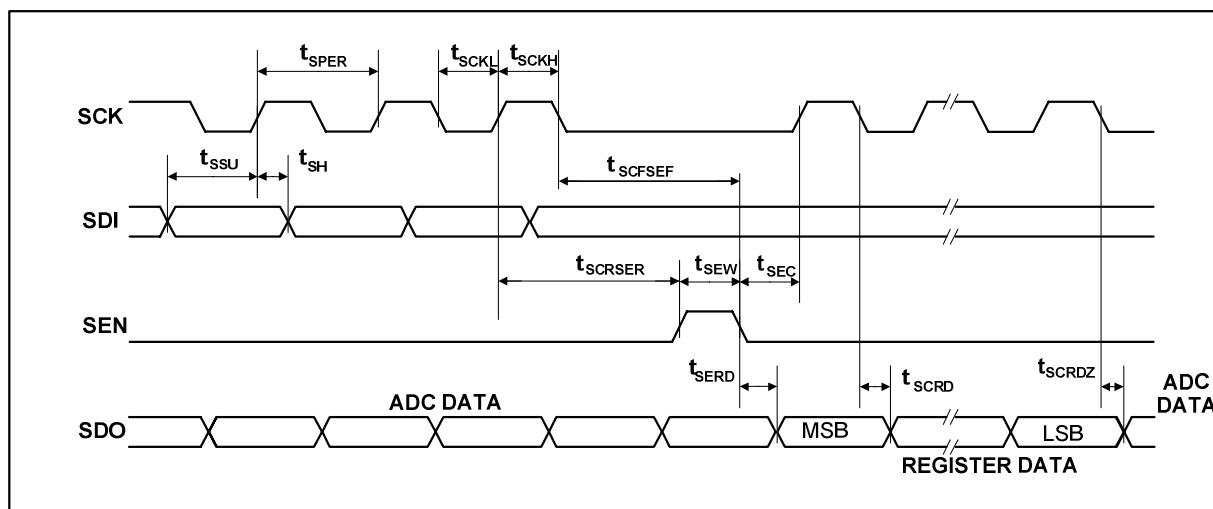 tSPER
tSCKL
tSCKH
SCK
tSSU
tSH
tSCFSEF
SDI
tSCRSER
tSEW
tSEC
SEN
tSERD
tSCRD
tSCRDZ
ADC
DATA
ADC DATA
SDO
MSB
LSB
REGISTER DATA